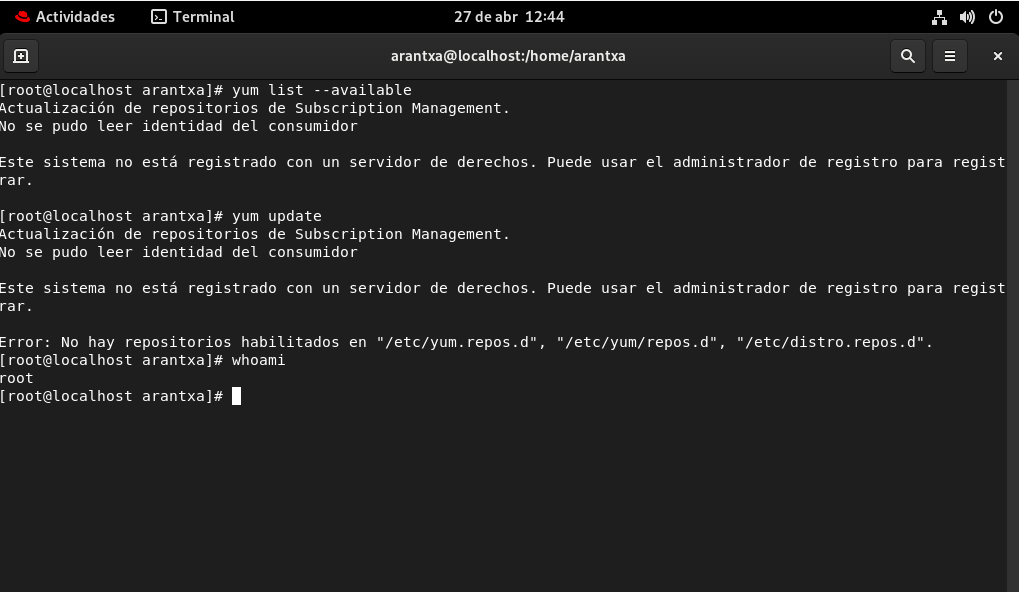 Actividades Terminal 27 de abr 12:44
arantxa@localhost:/home/arantxa
[root@localhost arantxa]# yum list --available
Actualización de repositorios de Subscription Management.
No se pudo leer identidad del consumidor
Este sistema no está registrado con un servidor de derechos. Puede usar el administrador de registro para regist
rar.
[root@localhost arantxa]# yum update
Actualización de repositorios de Subscription Management.
No se pudo leer identidad del consumidor
Este sistema no está registrado con un servidor de derechos. Puede usar el administrador de registro para regist
rar.
Error: No hay repositorios habilitados en "/etc/yum.repos.d", "/etc/yum/repos.d", "/etc/distro.repos.d".
[root@localhost arantxa]# whoami
root
[root@localhost arantxa]#